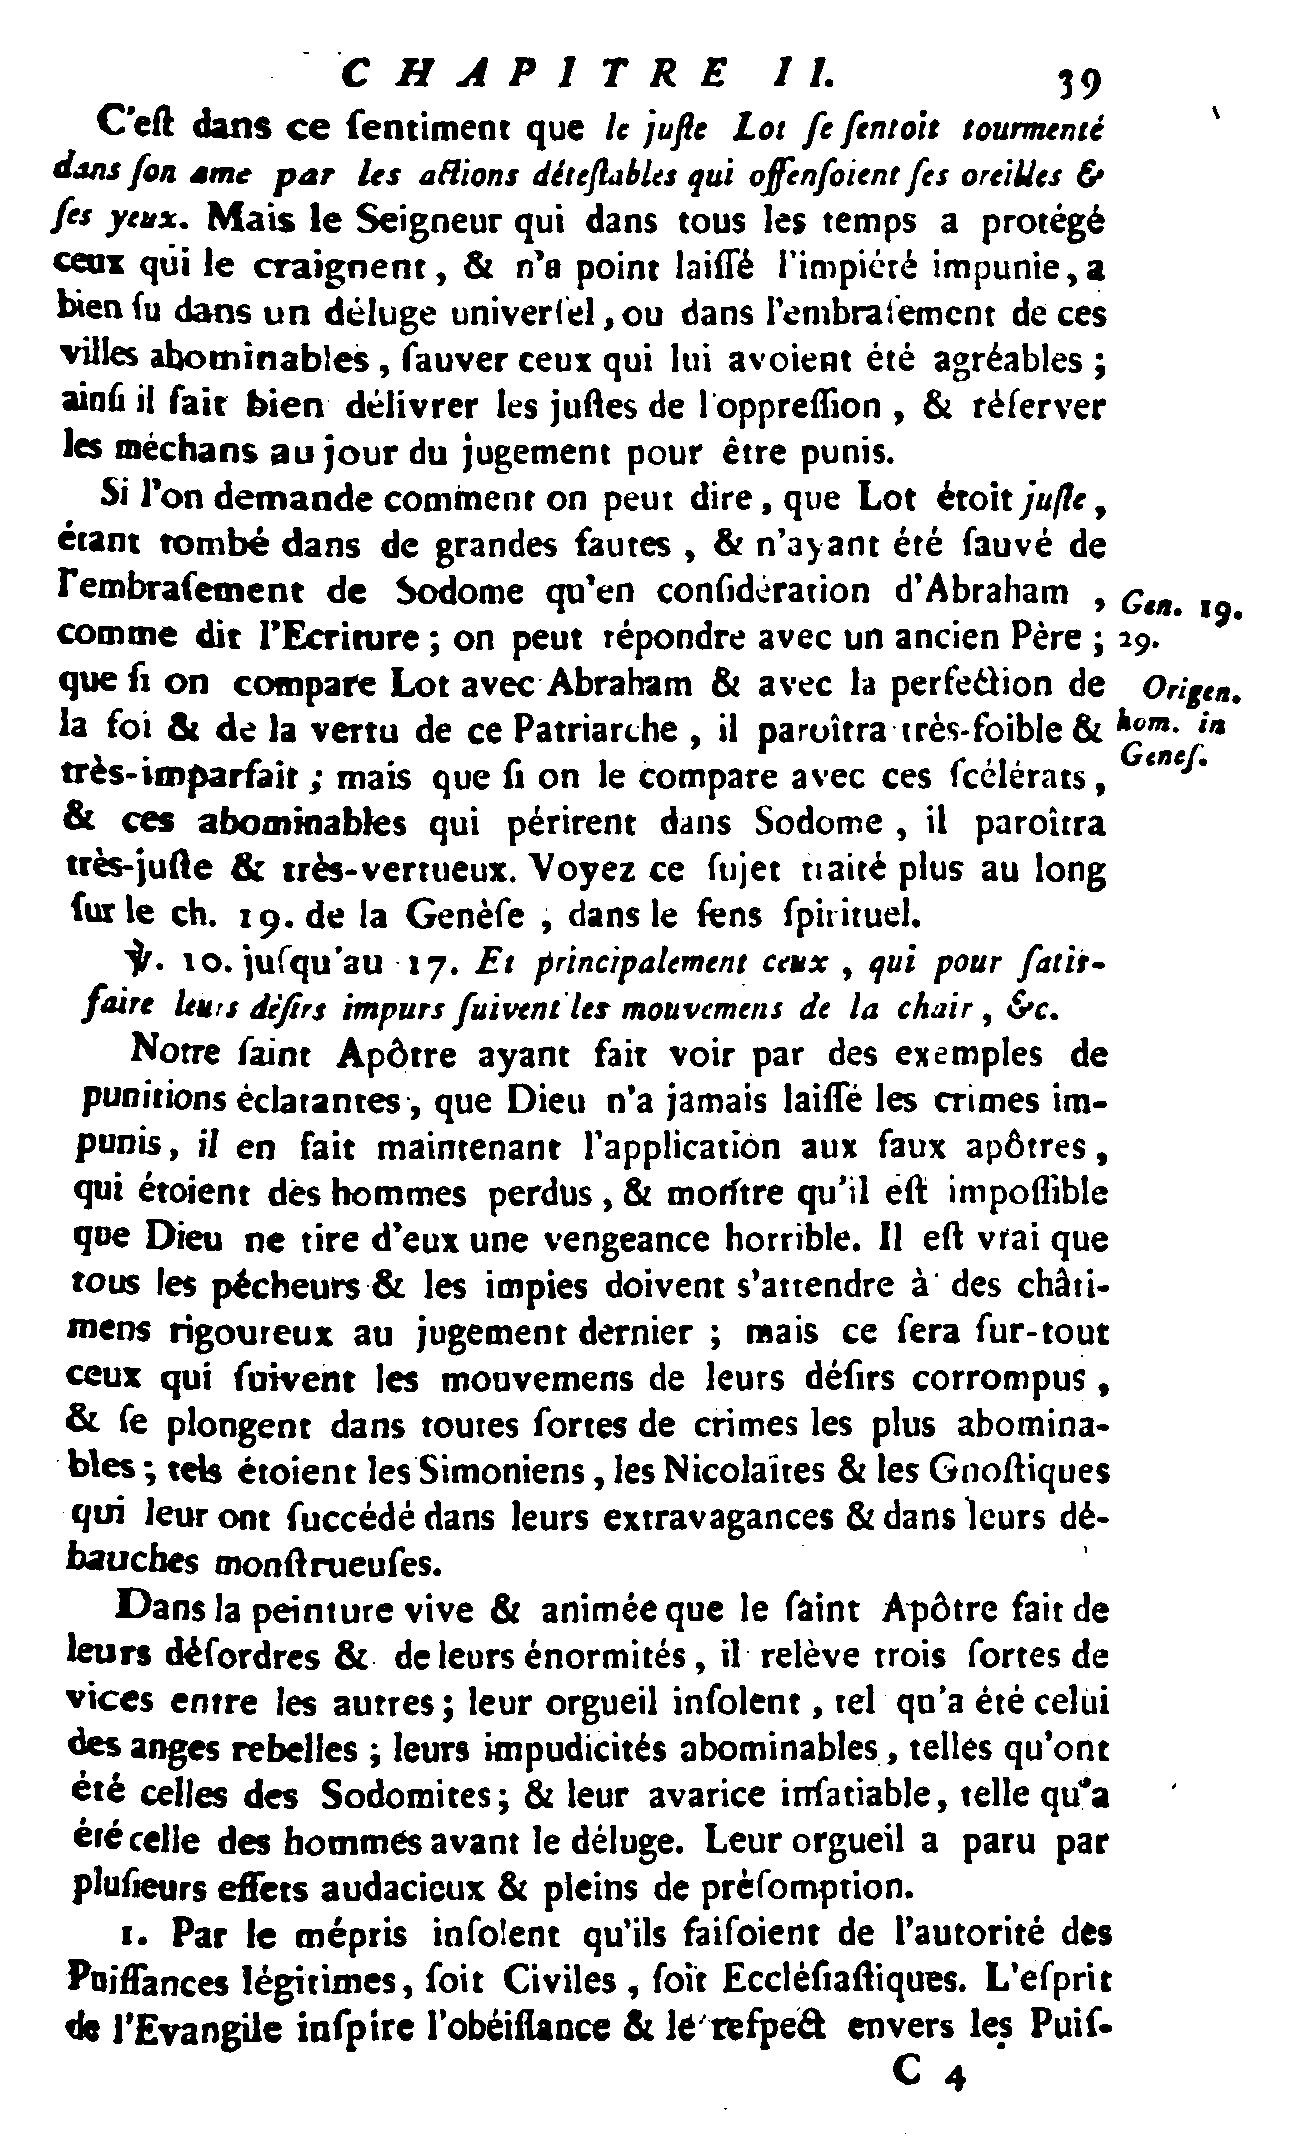 CHAPITRE II. 39
C'eſt dans ce ſentiment que le juſte Lot ſe ſentoit tourmenté
dans ſon ame par les actions déteſtables qui offenſoient ſes oreilles &
ſes yeux. Mais le Seigneur qui dans tous les temps a protégé
ceux qui le craignent, & n'a point laiſſé l'impiété impunie, a
bien ſu dans un déluge univerſel, ou dans l'embraſement de ces
villes abominables, ſauver ceux qui lui avoient été agréables;
ainſi il ſait bien délivrer les juſtes de l'oppreſſion, & réſerver
les méchans au jour du jugement pour être punis.
Si l'on demande comment on peut dire, que Lot étoit juſte,
étant tombé dans de grandes fautes, & n'ayant été ſauvé de
l'embraſement de Sodome qu'en conſidération d'Abraham, Gen. 19.
comme dit l'Ecriture; on peut répondre avec un ancien Père; 29.
que ſi on compare Lot avec Abraham & avec la perfection de Origen.
la foi & de la vertu de ce Patriarche, il paroîtra très-foible & hom. in
très-imparfait; mais que ſi on le compare avec ces ſcélérats, Geneſ.
& ces abominables qui périrent dans Sodome, il paroîtra
très-juſte & très-vertueux. Voyez ce ſujet traité plus au long
ſur le ch. 19. de la Genèſe, dans le ſens ſpirituel.
℣. 10. juſqu'au 17. Et principalement ceux, qui pour ſatis-
faire leurs déſirs impurs ſuivent les mouvemens de la chair, &c.
Notre ſaint Apôtre ayant fait voir par des exemples de
punitions éclatantes, que Dieu n'a jamais laiſſé les crimes im-
punis, il en fait maintenant l'application aux faux apôtres,
qui étoient des hommes perdus, & montre qu'il eſt impoſſible
que Dieu ne tire d'eux une vengeance horrible. Il eſt vrai que
tous les pécheurs & les impies doivent s'attendre à des châti-
mens rigoureux au jugement dernier; mais ce ſera ſur-tout
ceux qui ſuivent les mouvemens de leurs déſirs corrompus,
& ſe plongent dans toutes ſortes de crimes les plus abomina-
bles; tels étoient les Simoniens, les Nicolaïtes & les Gnoſtiques
qui leur ont ſuccédé dans leurs extravagances & dans leurs dé-
bauches monſtrueuſes.
Dans la peinture vive & animée que le ſaint Apôtre fait de
leurs déſordres & de leurs énormités, il relève trois ſortes de
vices entre les autres; leur orgueil inſolent, tel qu'a été celui
des anges rebelles; leurs impudicités abominables, telles qu'ont
été celles des Sodomites; & leur avarice inſatiable, telle qu'a
été celle des hommes avant le déluge. Leur orgueil a paru par
pluſieurs effets audacieux & pleins de préſomption.
1. Par le mépris inſolent qu'ils faiſoient de l'autorité des
Puiſſances légitimes, ſoit Civiles, ſoit Eccléſiaſtiques. L'eſprit
de l'Evangile inſpire l'obéiſſance & le reſpect envers les Puiſ-
C 4